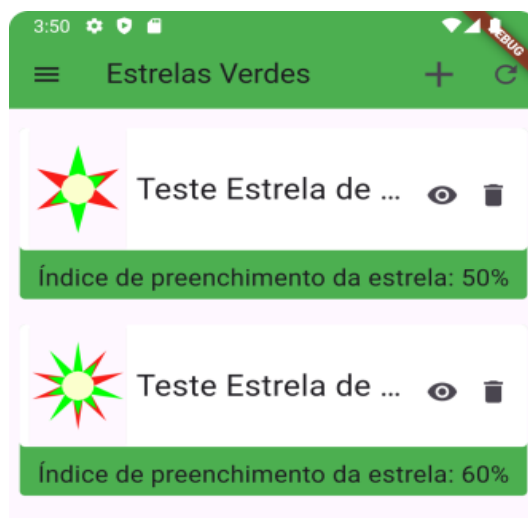 3:50
DEBUG
Estrelas Verdes
Teste Estrela de ...
Índice de preenchimento da estrela: 50%
Teste Estrela de ...
Índice de preenchimento da estrela: 60%